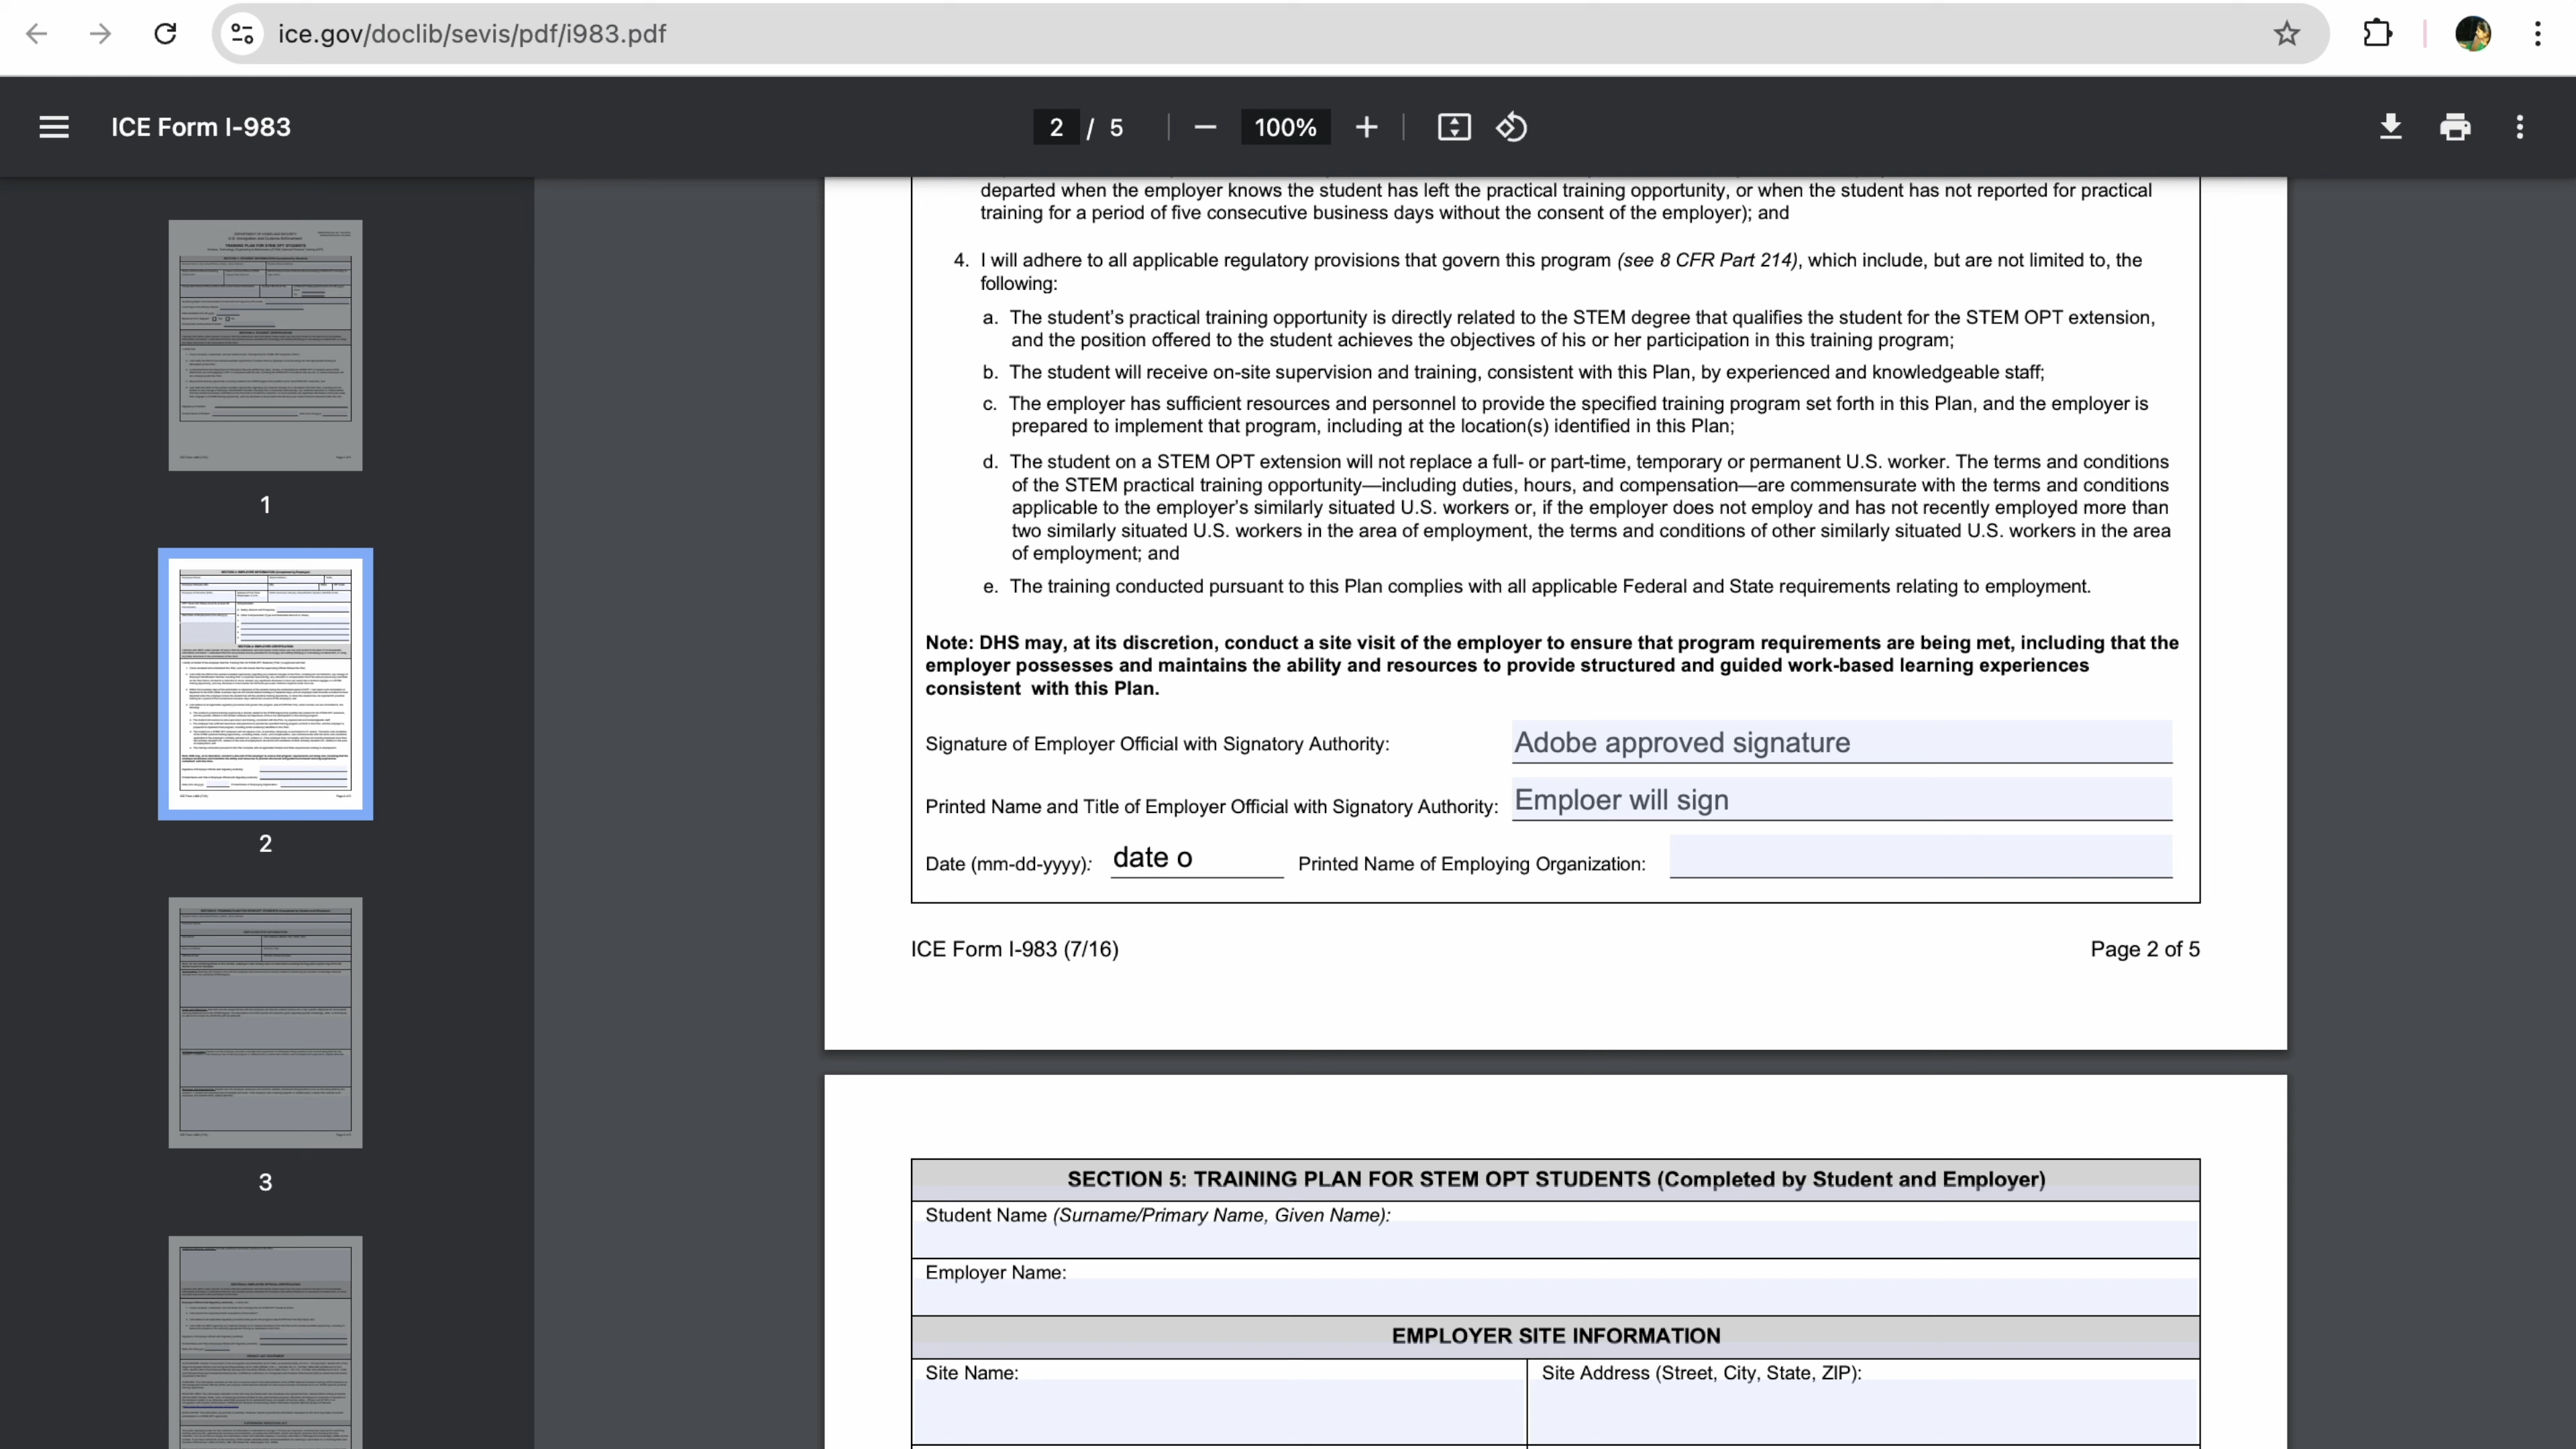 ice.gov/doclib/sevis/pdf/i983.pdf
ICE Form I-983
2 / 5
100%
1
2
3
departed when the employer knows the student has left the practical training opportunity, or when the student has not reported for practical
training for a period of five consecutive business days without the consent of the employer); and
4. I will adhere to all applicable regulatory provisions that govern this program (see 8 CFR Part 214), which include, but are not limited to, the
following:
a. The student's practical training opportunity is directly related to the STEM degree that qualifies the student for the STEM OPT extension,
and the position offered to the student achieves the objectives of his or her participation in this training program;
b. The student will receive on-site supervision and training, consistent with this Plan, by experienced and knowledgeable staff;
c. The employer has sufficient resources and personnel to provide the specified training program set forth in this Plan, and the employer is
prepared to implement that program, including at the location(s) identified in this Plan;
d. The student on a STEM OPT extension will not replace a full- or part-time, temporary or permanent U.S. worker. The terms and conditions
of the STEM practical training opportunity—including duties, hours, and compensation—are commensurate with the terms and conditions
applicable to the employer's similarly situated U.S. workers or, if the employer does not employ and has not recently employed more than
two similarly situated U.S. workers in the area of employment, the terms and conditions of other similarly situated U.S. workers in the area
of employment; and
e. The training conducted pursuant to this Plan complies with all applicable Federal and State requirements relating to employment.
Note: DHS may, at its discretion, conduct a site visit of the employer to ensure that program requirements are being met, including that the
employer possesses and maintains the ability and resources to provide structured and guided work-based learning experiences
consistent with this Plan.
Signature of Employer Official with Signatory Authority: Adobe approved signature
Printed Name and Title of Employer Official with Signatory Authority: Emploer will sign
Date (mm-dd-yyyy): date o Printed Name of Employing Organization:
ICE Form I-983 (7/16) Page 2 of 5
SECTION 5: TRAINING PLAN FOR STEM OPT STUDENTS (Completed by Student and Employer)
Student Name (Surname/Primary Name, Given Name):
Employer Name:
EMPLOYER SITE INFORMATION
Site Name: Site Address (Street, City, State, ZIP):